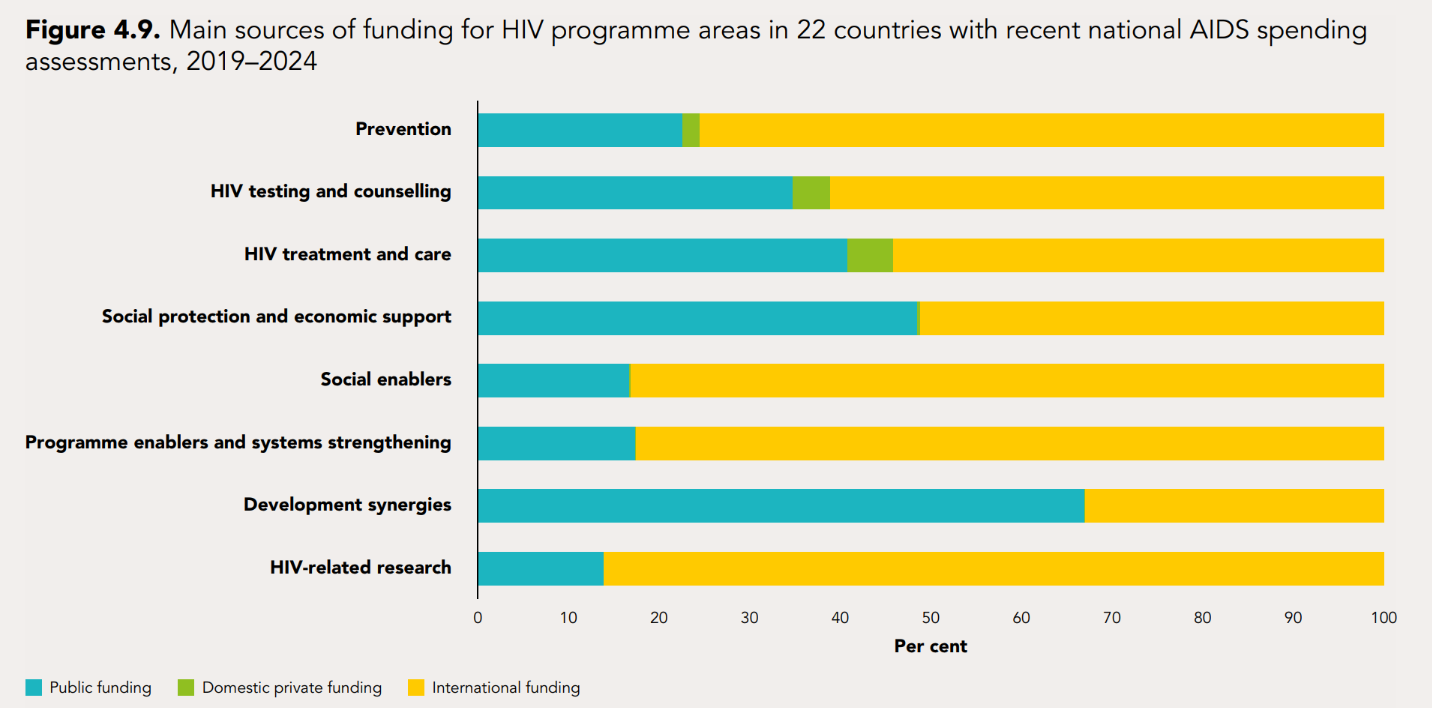 Figure 4.9. Main sources of funding for HIV programme areas in 22 countries with recent national AIDS spending
assessments, 2019–2024
Prevention
HIV testing and counselling
HIV treatment and care
Social protection and economic support
Social enablers
Programme enablers and systems strengthening
Development synergies
HIV-related research
0 10 20 30 40 50 60 70 80 90 100
Per cent
Public funding Domestic private funding International funding